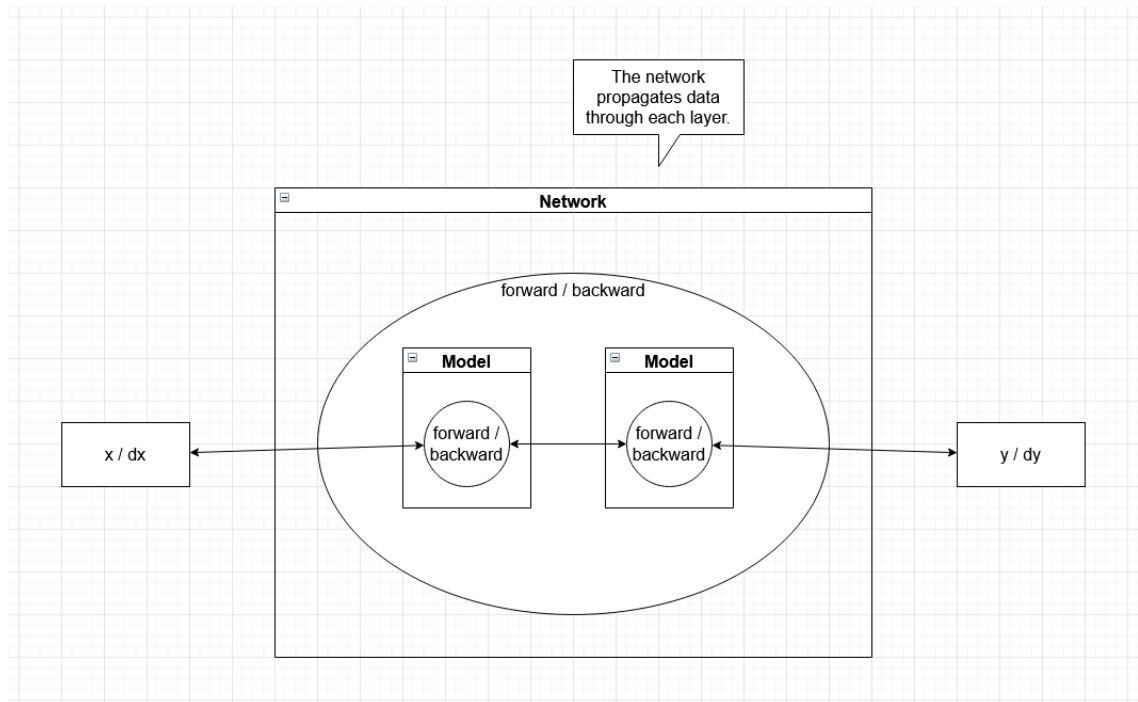 The network
propagates data
through each layer.
Network
forward / backward
Model
Model
forward /
backward
forward /
backward
x / dx
y / dy